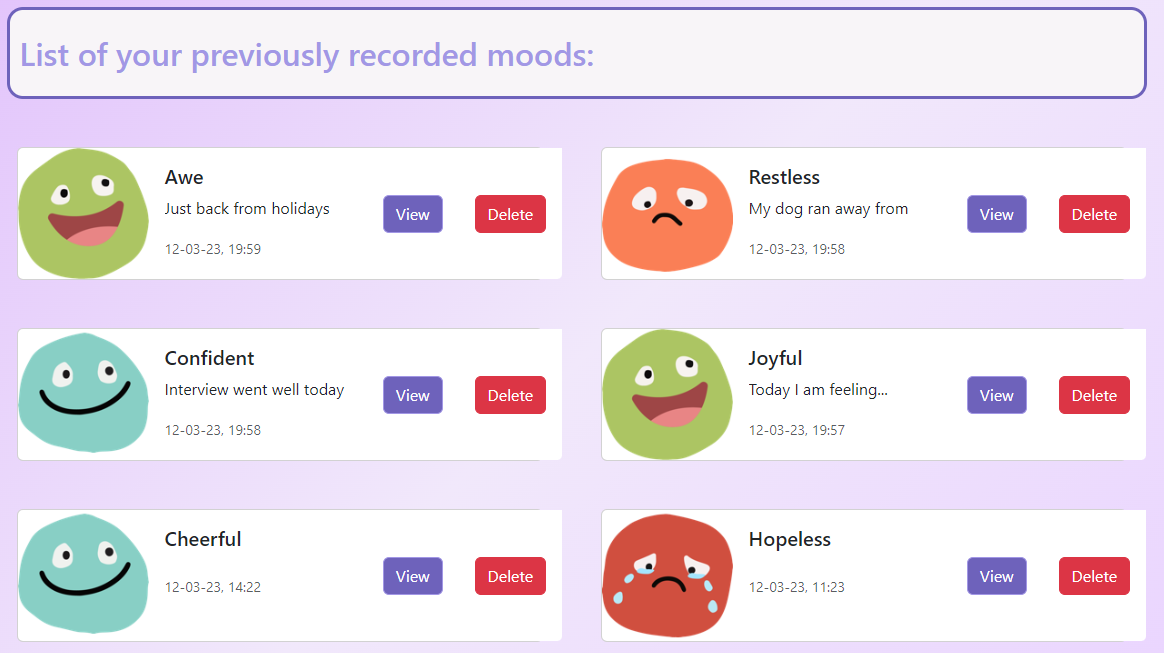 List of your previously recorded moods:
Awe
Just back from holidays
12-03-23, 19:59
View
Delete
Restless
My dog ran away from
12-03-23, 19:58
View
Delete
Confident
Interview went well today
12-03-23, 19:58
View
Delete
Joyful
Today I am feeling...
12-03-23, 19:57
View
Delete
Cheerful
12-03-23, 14:22
View
Delete
Hopeless
12-03-23, 11:23
View
Delete